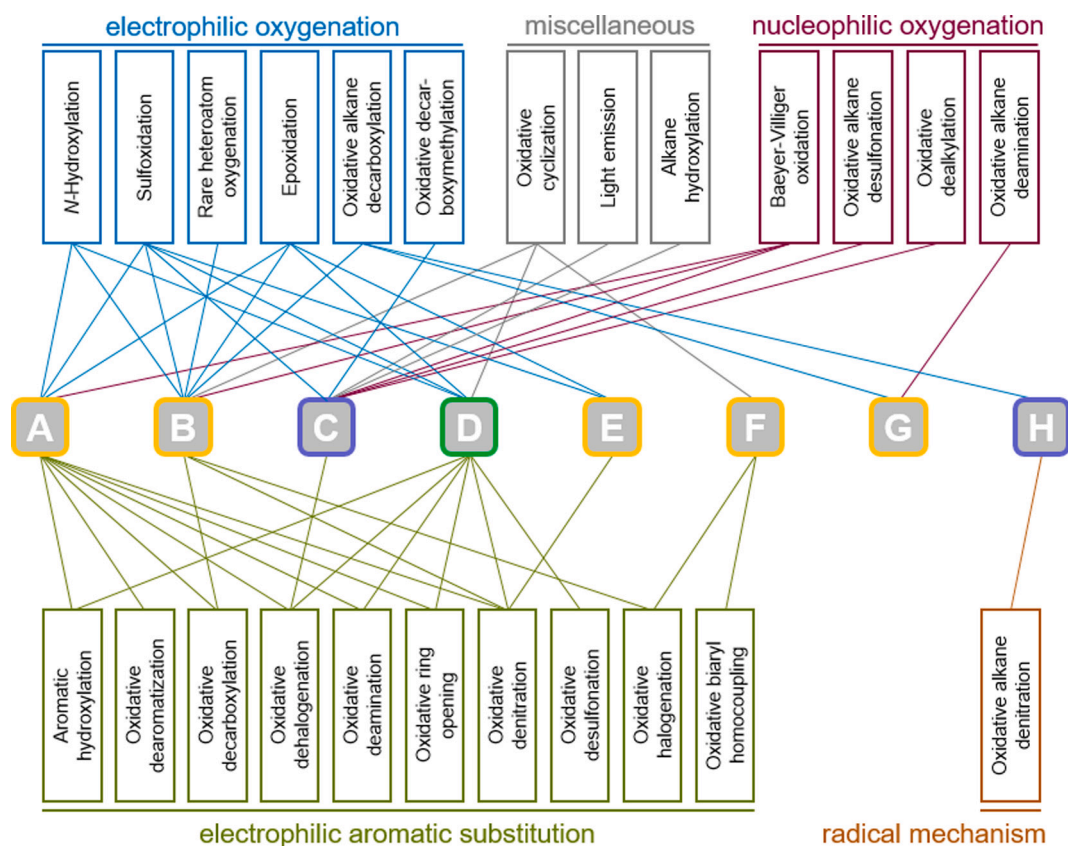 electrophilic oxygenation
miscellaneous
nucleophilic oxygenation
N-Hydroxylation
Sulfoxidation
Rare heteroatom
oxygenation
Epoxidation
Oxidative alkane
decarboxylation
Oxidative decar-
boxymethylation
Oxidative
cyclization
Light emission
Alkane
hydroxylation
Baeyer-Villiger
oxidation
Oxidative alkane
desulfonation
Oxidative
dealkylation
Oxidative alkane
deamination
A
B
C
D
E
F
G
H
Aromatic
hydroxylation
Oxidative
dearomatization
Oxidative
decarboxylation
Oxidative
dehalogenation
Oxidative
deamination
Oxidative ring
opening
Oxidative
denitration
Oxidative
desulfonation
Oxidative
halogenation
Oxidative biaryl
homocoupling
Oxidative alkane
denitration
electrophilic aromatic substitution
radical mechanism